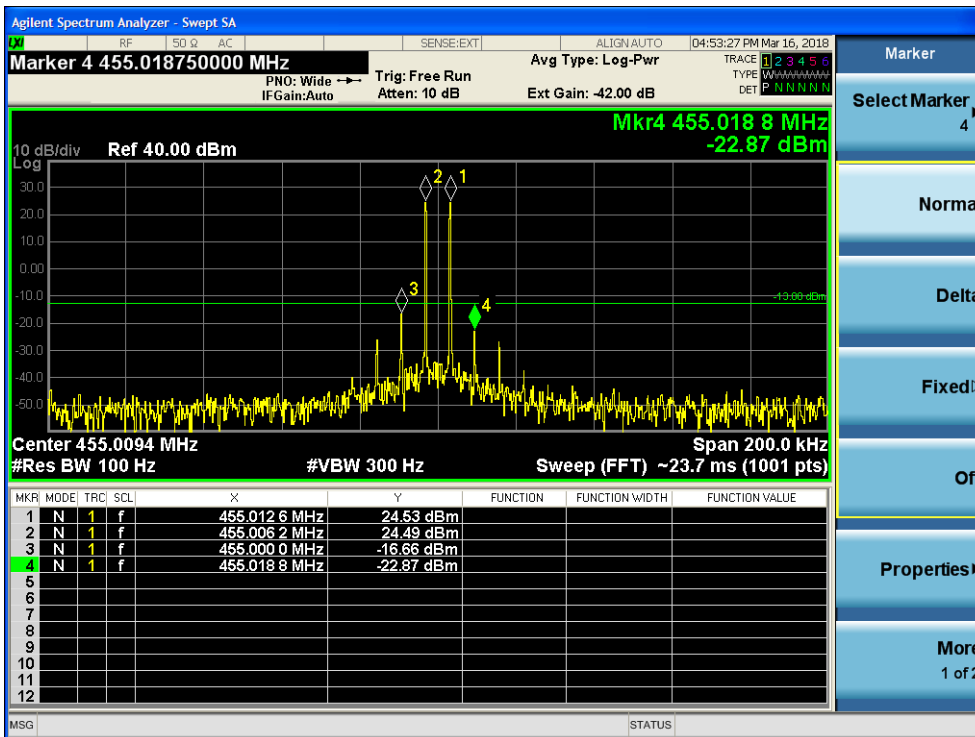 Agilent Spectrum Analyzer - Swept SA
LXI RF 50 Ω AC SENSE:EXT ALIGN AUTO 04:53:27 PM Mar 16, 2018
Marker 4 455.018750000 MHz
PNO: Wide
IFGain:Auto
Trig: Free Run
Atten: 10 dB
Avg Type: Log-Pwr
Ext Gain: -42.00 dB
TRACE 1 2 3 4 5 6
TYPE
DET P N N N N N
Mkr4 455.018 8 MHz
-22.87 dBm
10 dB/div Ref 40.00 dBm
Log
30.0
20.0
10.0
0.00
-10.0
-20.0
-30.0
-40.0
-50.0
2 1
3
4
-13.00 dBm
Center 455.0094 MHz Span 200.0 kHz
#Res BW 100 Hz #VBW 300 Hz Sweep (FFT) ~23.7 ms (1001 pts)
MKR MODE TRC SCL X Y FUNCTION FUNCTION WIDTH FUNCTION VALUE
1 N 1 f 455.012 6 MHz 24.53 dBm
2 N 1 f 455.006 2 MHz 24.49 dBm
3 N 1 f 455.000 0 MHz -16.66 dBm
4 N 1 f 455.018 8 MHz -22.87 dBm
5
6
7
8
9
10
11
12
MSG STATUS
Marker
Select Marker
4
Norma
Delta
Fixed
Of
Properties
More
1 of 2